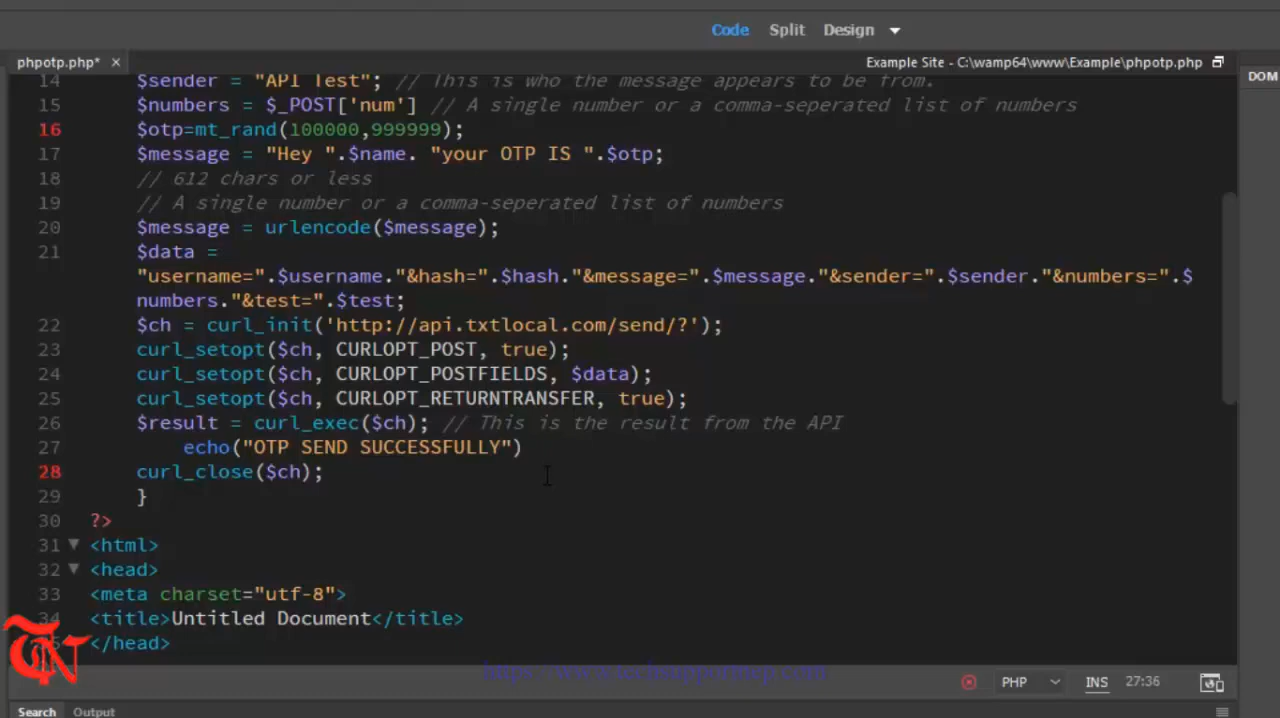 Code Split Design
phpotp.php* × Example Site - C:\wamp64\www\Example\phpotp.php
DOM
14 $sender = "API Test"; // This is who the message appears to be from.
15 $numbers = $_POST['num'] // A single number or a comma-seperated list of numbers
16 $otp=mt_rand(100000,999999);
17 $message = "Hey ".$name. "your OTP IS ".$otp;
18 // 612 chars or less
19 // A single number or a comma-seperated list of numbers
20 $message = urlencode($message);
21 $data =
"username=".$username."&hash=".$hash."&message=".$message."&sender=".$sender."&numbers=".$
numbers."&test=".$test;
22 $ch = curl_init('http://api.txtlocal.com/send/?');
23 curl_setopt($ch, CURLOPT_POST, true);
24 curl_setopt($ch, CURLOPT_POSTFIELDS, $data);
25 curl_setopt($ch, CURLOPT_RETURNTRANSFER, true);
26 $result = curl_exec($ch); // This is the result from the API
27 echo("OTP SEND SUCCESSFULLY")
28 curl_close($ch);
29 }
30 ?>
31 <html>
32 <head>
33 <meta charset="utf-8">
34 <title>Untitled Document</title>
</head>
PHP INS 27:36
Search Output